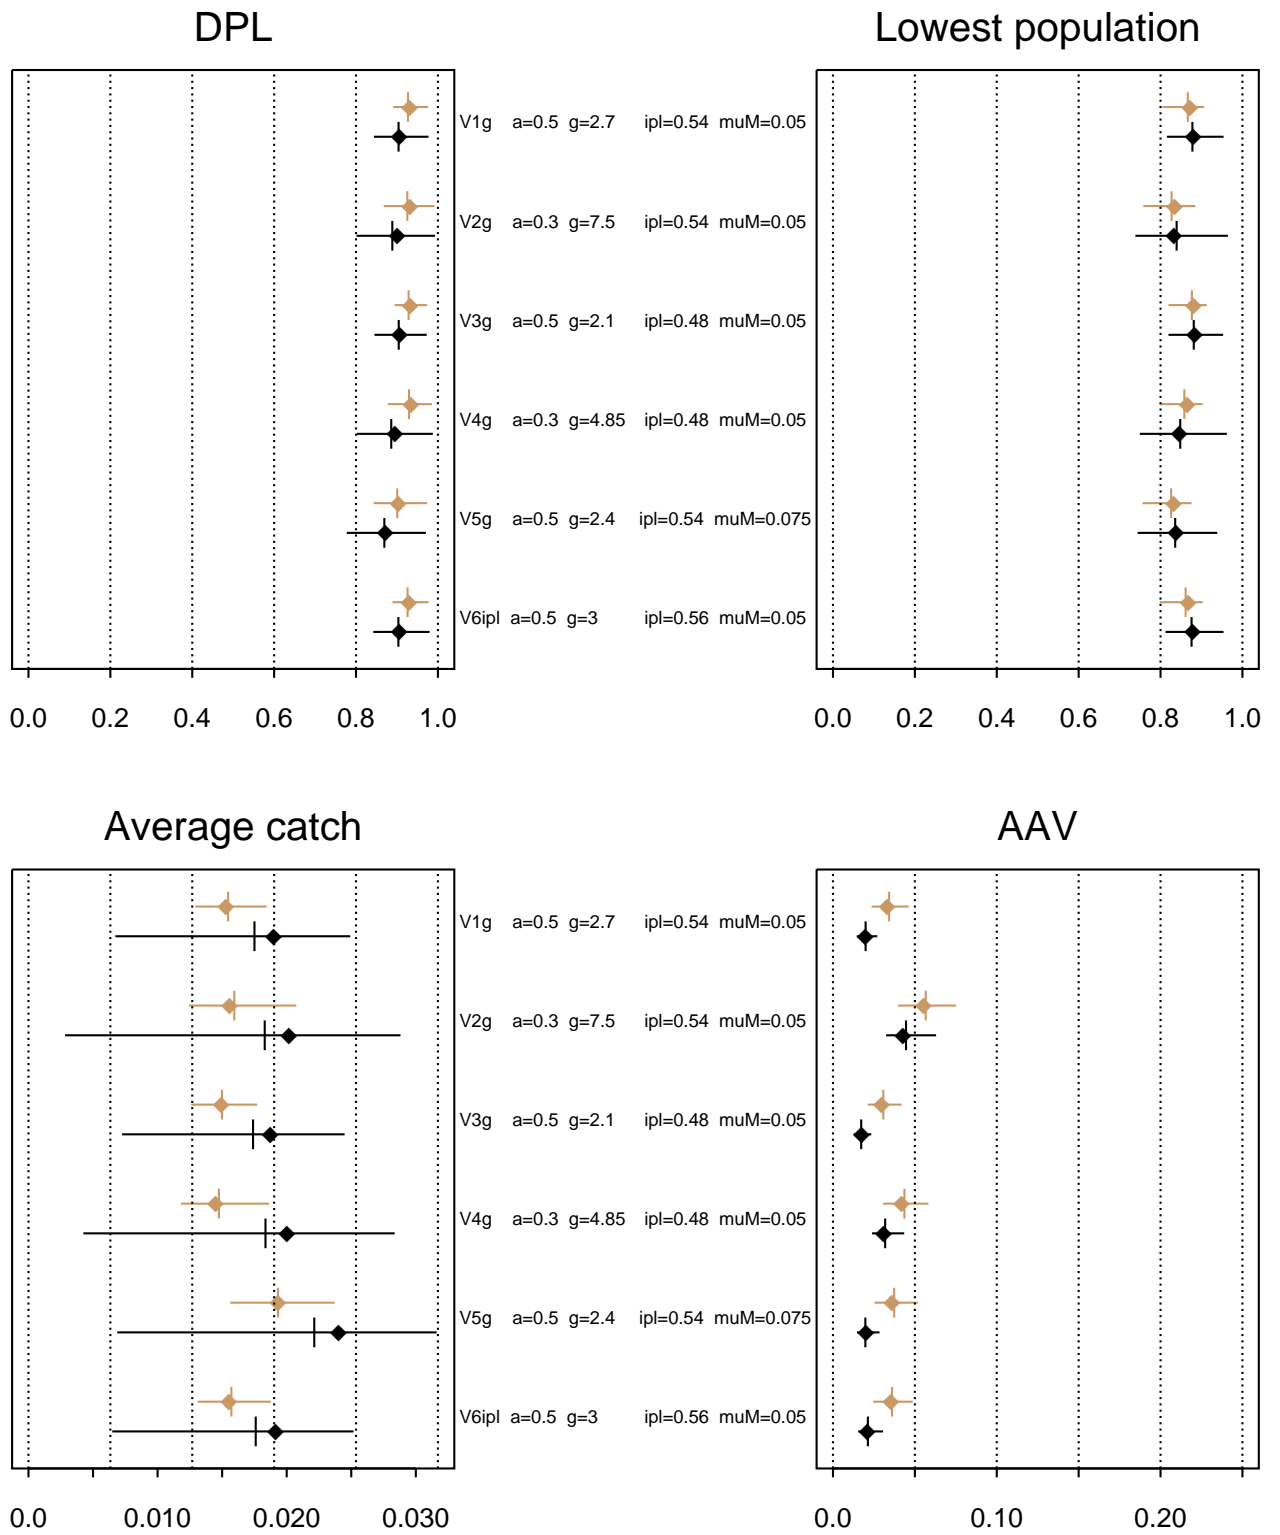 DPL
Lowest population
V1g a=0.5 g=2.7 ipl=0.54 muM=0.05
V2g a=0.3 g=7.5 ipl=0.54 muM=0.05
V3g a=0.5 g=2.1 ipl=0.48 muM=0.05
V4g a=0.3 g=4.85 ipl=0.48 muM=0.05
V5g a=0.5 g=2.4 ipl=0.54 muM=0.075
V6ipl a=0.5 g=3 ipl=0.56 muM=0.05
0.0 0.2 0.4 0.6 0.8 1.0
0.0 0.2 0.4 0.6 0.8 1.0
Average catch
AAV
V1g a=0.5 g=2.7 ipl=0.54 muM=0.05
V2g a=0.3 g=7.5 ipl=0.54 muM=0.05
V3g a=0.5 g=2.1 ipl=0.48 muM=0.05
V4g a=0.3 g=4.85 ipl=0.48 muM=0.05
V5g a=0.5 g=2.4 ipl=0.54 muM=0.075
V6ipl a=0.5 g=3 ipl=0.56 muM=0.05
0.0 0.010 0.020 0.030
0.0 0.10 0.20